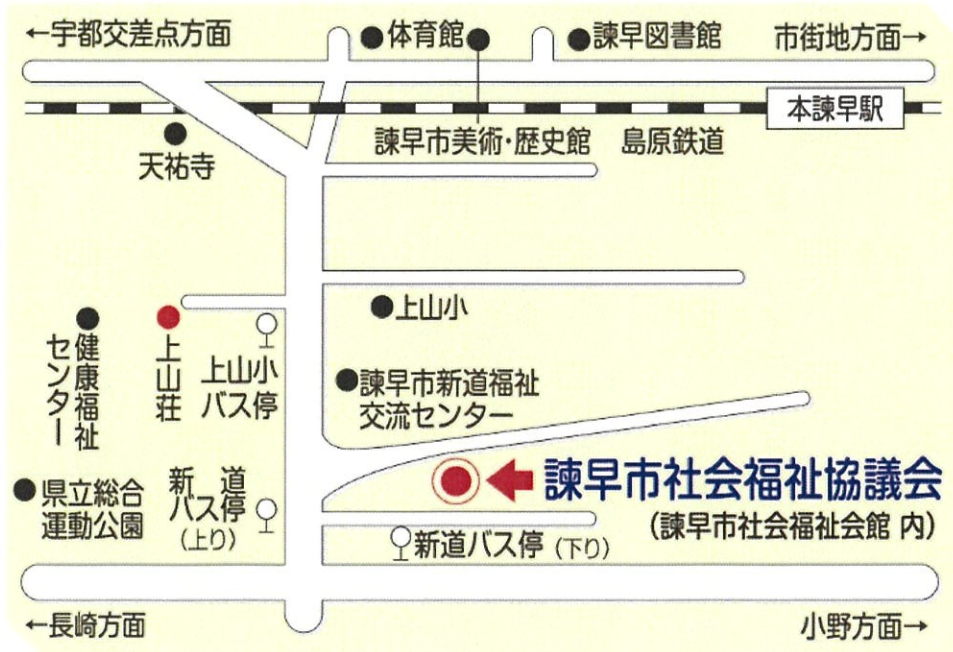 ←宇都交差点方面
体育館
諫早図書館
市街地方面→
本諫早駅
諫早市美術・歴史館
島原鉄道
天祐寺
上山小
健康福祉
センター
上山荘
上山小
バス停
諫早市新道福祉
交流センター
諫早市社会福祉協議会
(諫早市社会福祉会館 内)
県立総合
運動公園
新道
バス停
(上り)
新道バス停(下り)
←長崎方面
小野方面→